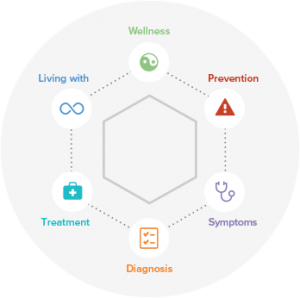 Wellness
Living with
Prevention
Treatment
Symptoms
Diagnosis